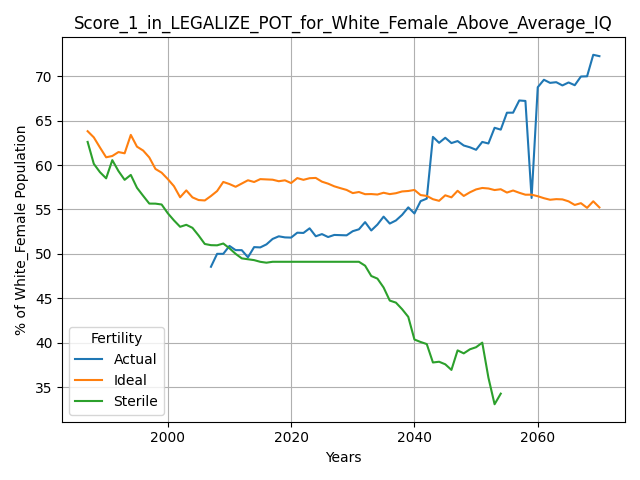 Score_1_in_LEGALIZE_POT_for_White_Female_Above_Average_IQ
% of White_Female Population
70
65
60
55
50
45
40
35
Fertility
Actual
Ideal
Sterile
2000
2020
2040
2060
Years